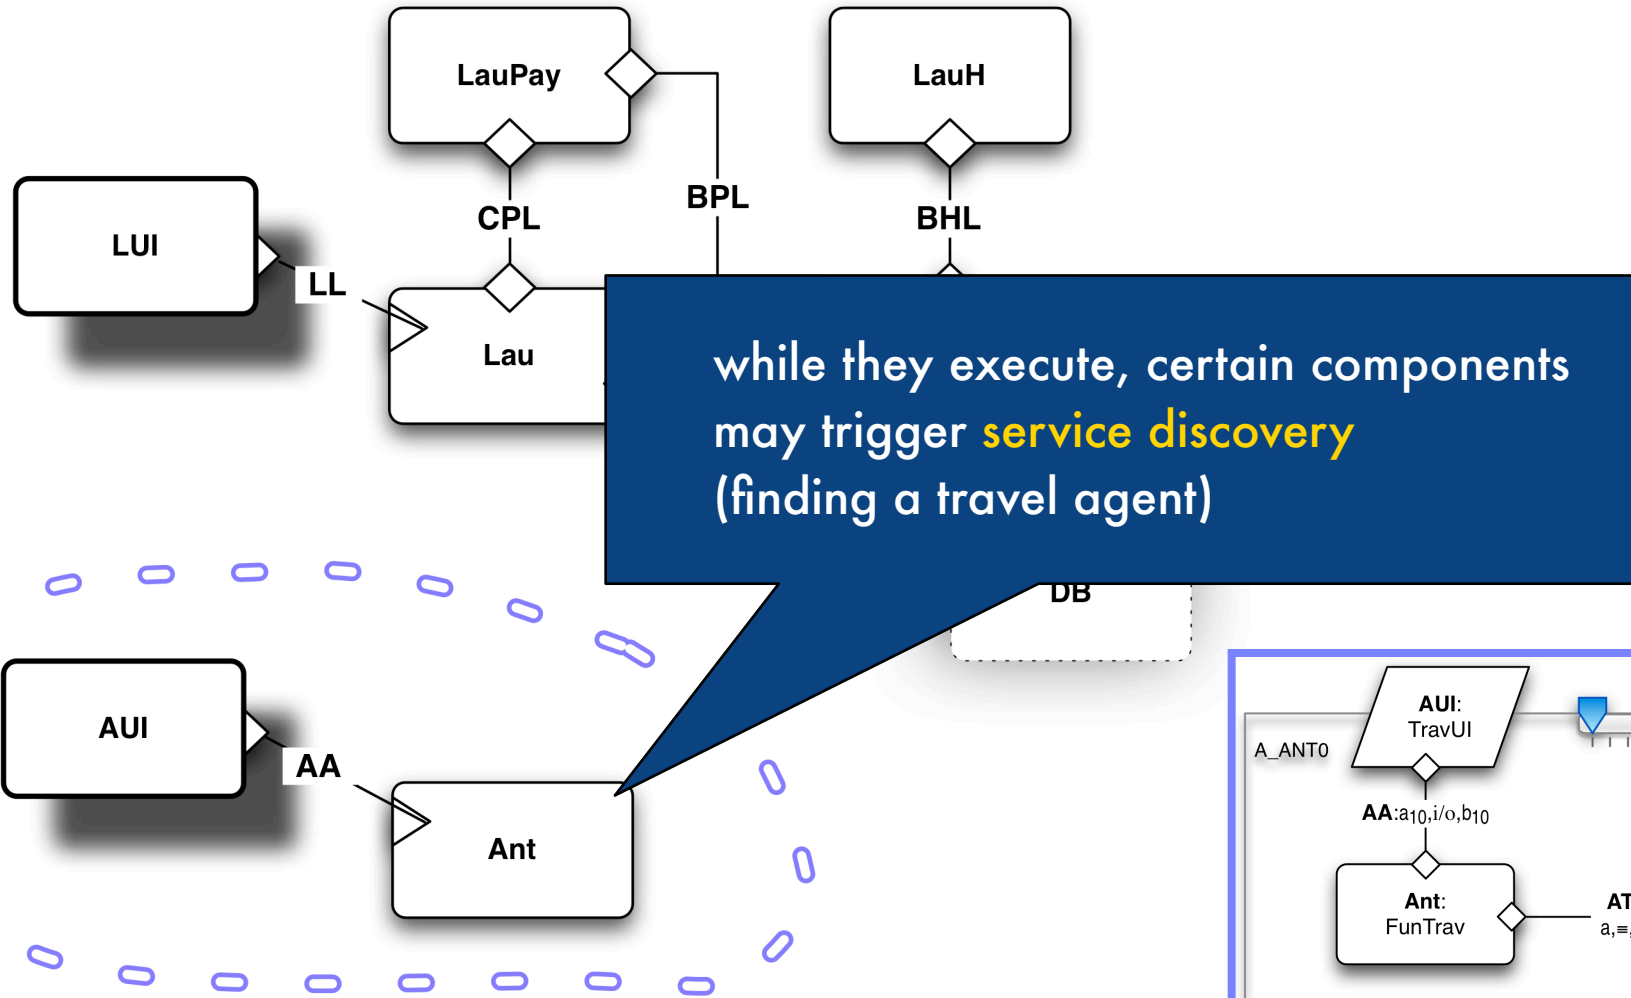 LauPay
LauH
BPL
CPL
BHL
LUI
LL
Lau
while they execute, certain components
may trigger service discovery
(finding a travel agent)
DB
AUI
AA
Ant
AUI:
TravUI
A_ANT0
AA:a10,i/o,b10
Ant:
FunTrav
AT
a,≡,